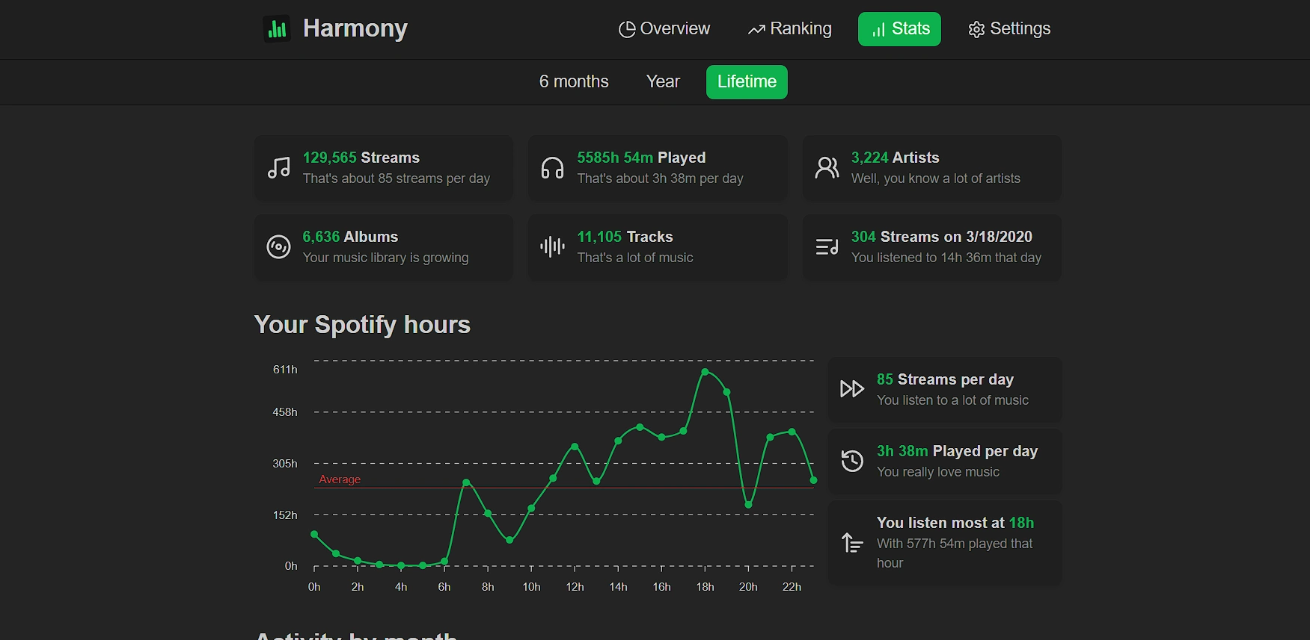 Harmony
Overview
Ranking
Stats
Settings
6 months
Year
Lifetime
129,565 Streams
That's about 85 streams per day
5585h 54m Played
That's about 3h 38m per day
3,224 Artists
Well, you know a lot of artists
6,636 Albums
Your music library is growing
11,105 Tracks
That's a lot of music
304 Streams on 3/18/2020
You listened to 14h 36m that day
Your Spotify hours
611h
458h
305h
Average
152h
0h
0h
2h
4h
6h
8h
10h
12h
14h
16h
18h
20h
22h
85 Streams per day
You listen to a lot of music
3h 38m Played per day
You really love music
You listen most at 18h
With 577h 54m played that
hour
Activity by month